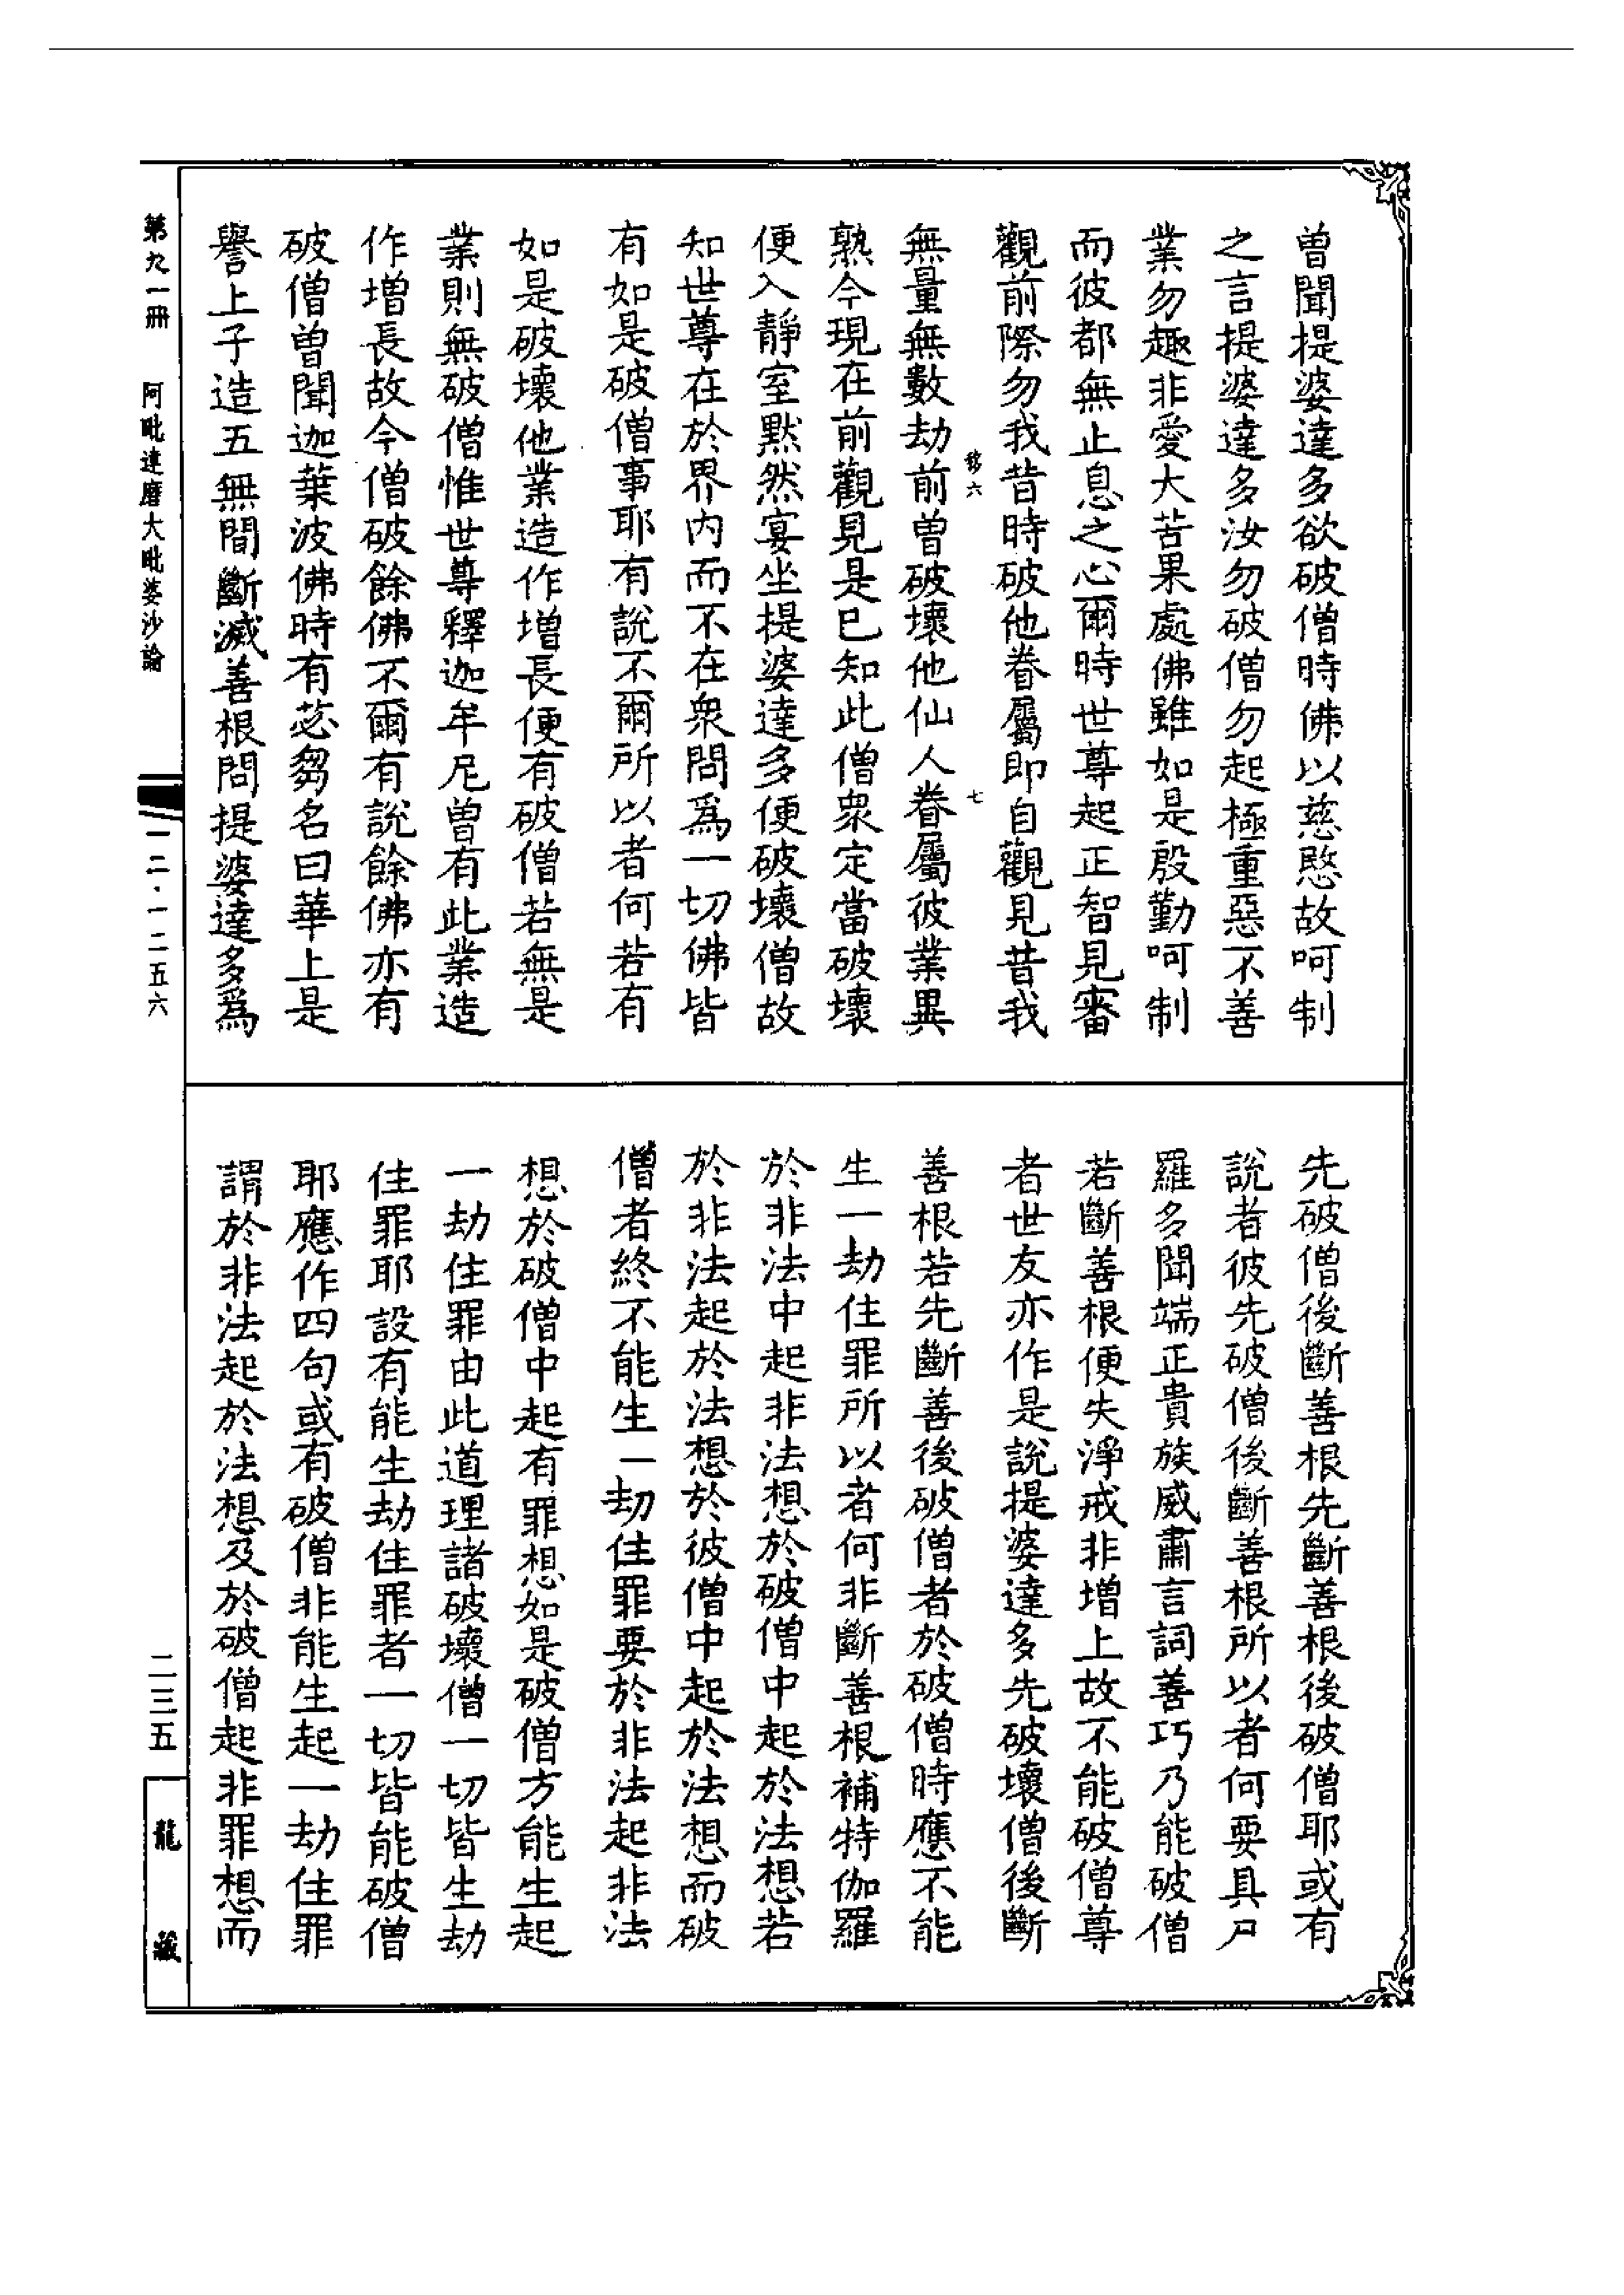 曾聞提婆達多欲破僧時佛以慈愍故呵制
之言提婆達多汝勿破僧勿起極重惡不善
業勿趣非愛大苦果處佛雖如是殷勤呵制
而彼都無止息之心爾時世尊起正智見審
觀前際勿我昔時破他眷屬即自觀見昔我
移六
七
無量無數劫前曾破壞他仙人眷屬彼業異
熟今現在前觀見是已知此僧衆定當破壞
便入靜室默然宴坐提婆達多便破壞僧故
知世尊在於界内而不在衆問爲一切佛皆
有如是破僧事耶有說不爾所以者何若有
如是破壞他業造作增長便有破僧若無是
業則無破僧惟世尊釋迦牟尼曾有此業造
作增長故今僧破餘佛不爾有說餘佛亦有
破僧曾聞迦葉波佛時有苾芻名曰華上是
譽上子造五無間斷滅善根問提婆達多爲
先破僧後斷善根先斷善根後破僧耶或有
說者彼先破僧後斷善根所以者何要具尸
羅多聞端正貴族威肅言詞善巧乃能破僧
若斷善根便失淨戒非增上故不能破僧尊
者世友亦作是說提婆達多先破壞僧後斷
善根若先斷善後破僧者於破僧時應不能
生一劫住罪所以者何非斷善根補特伽羅
於非法中起非法想於破僧中起於法想若
於非法起於法想於彼僧中起於法想而破
僧者終不能生一劫住罪要於非法起非法
想於破僧中起有罪想如是破僧方能生起
一劫住罪由此道理諸破壞僧一切皆生劫
住罪耶設有能生劫住罪者一切皆能破僧
耶應作四句或有破僧非能生起一劫住罪
謂於非法起於法想及於破僧起非罪想而
第九一冊　阿毗達磨大毗婆沙論
一二·一二五六
二三五
龍藏